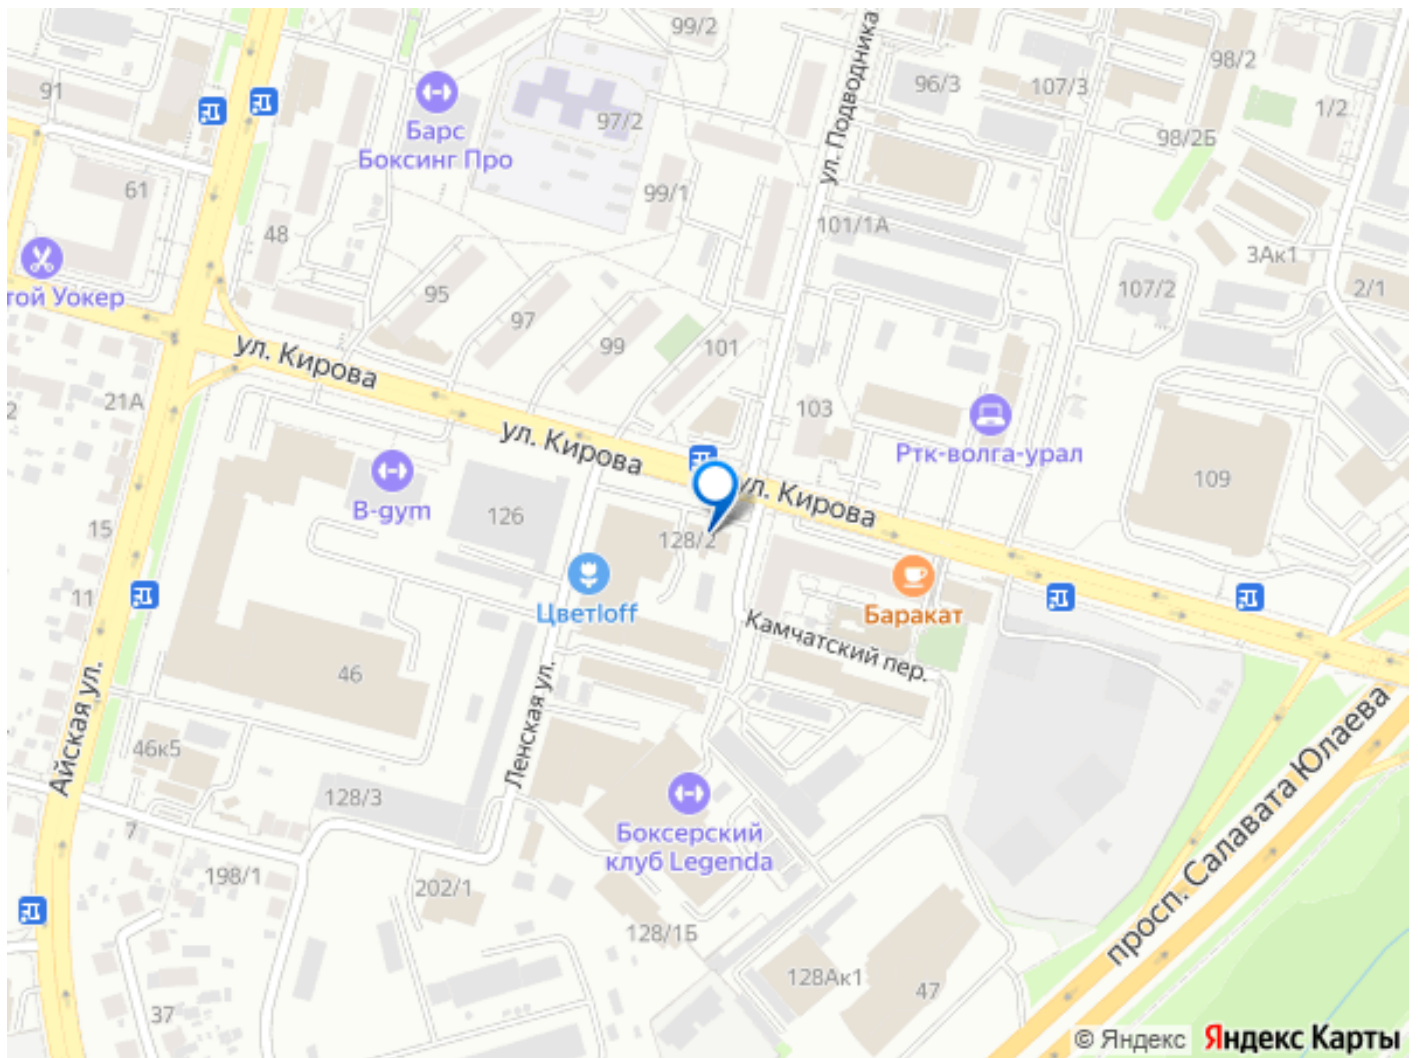 99/2
ул. Подводника
98/2
91
96/3
107/3
1/2
97/2
98/2Б
Барс
Боксинг Про
61
99/1
101/1А
48
3Ак1
той Уокер
95
107/2
2/1
97
99
101
ул. Кирова
21А
103
2
ул. Кирова
Ртк-волга-урал
109
ул. Кирова
B-gym
126
15
128/2
11
Цветloff
Баракат
Камчатский пер.
46
Айская ул.
Ленская ул.
просп. Салавата Юлаева
46к5
128/3
7
Боксерский
клуб Legenda
198/1
202/1
128/1Б
128Ак1
47
37
© Яндекс Яндекс Карты